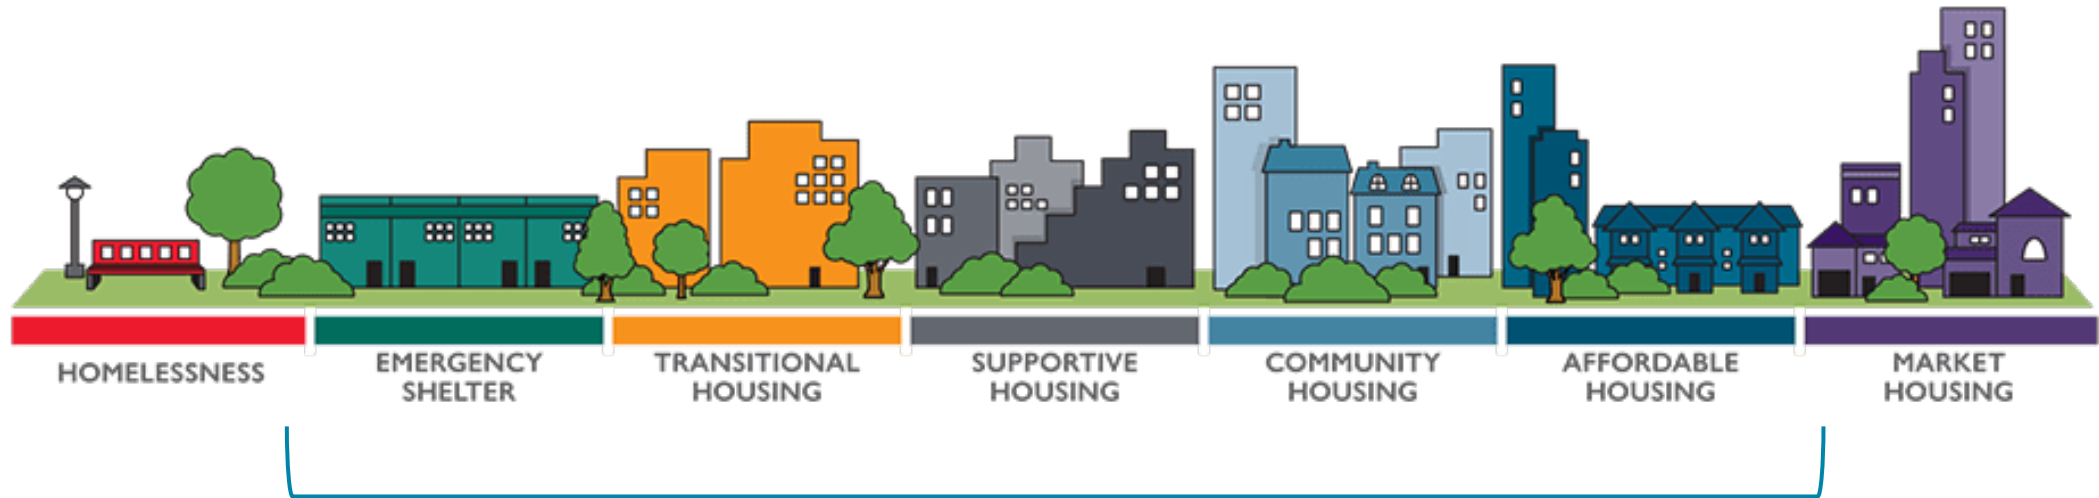 HOMELESSNESS
EMERGENCY
SHELTER
TRANSITIONAL
HOUSING
SUPPORTIVE
HOUSING
COMMUNITY
HOUSING
AFFORDABLE
HOUSING
MARKET
HOUSING